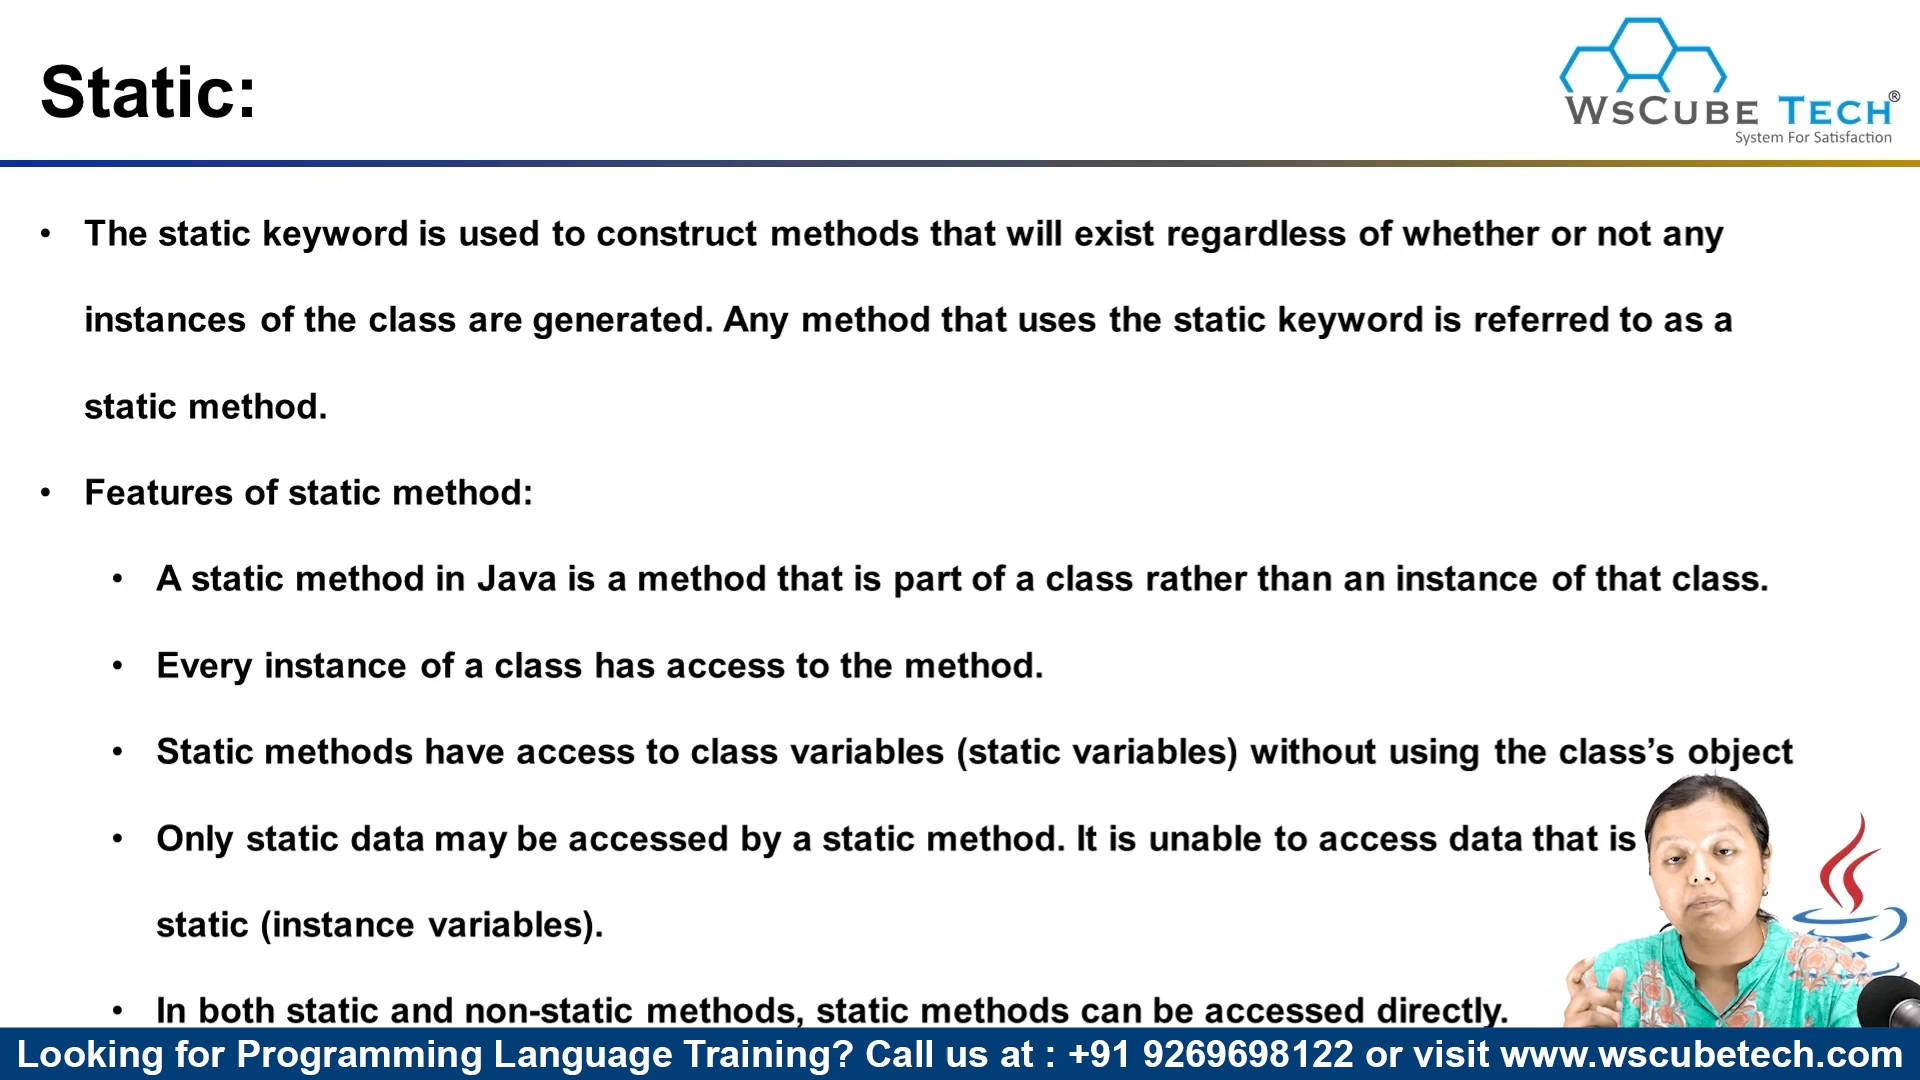 Static:
WSCUBE TECH®
System For Satisfaction
• The static keyword is used to construct methods that will exist regardless of whether or not any
instances of the class are generated. Any method that uses the static keyword is referred to as a
static method.
• Features of static method:
• A static method in Java is a method that is part of a class rather than an instance of that class.
• Every instance of a class has access to the method.
• Static methods have access to class variables (static variables) without using the class’s object
• Only static data may be accessed by a static method. It is unable to access data that is
static (instance variables).
• In both static and non-static methods, static methods can be accessed directly.
Looking for Programming Language Training? Call us at : +91 9269698122 or visit www.wscubetech.com